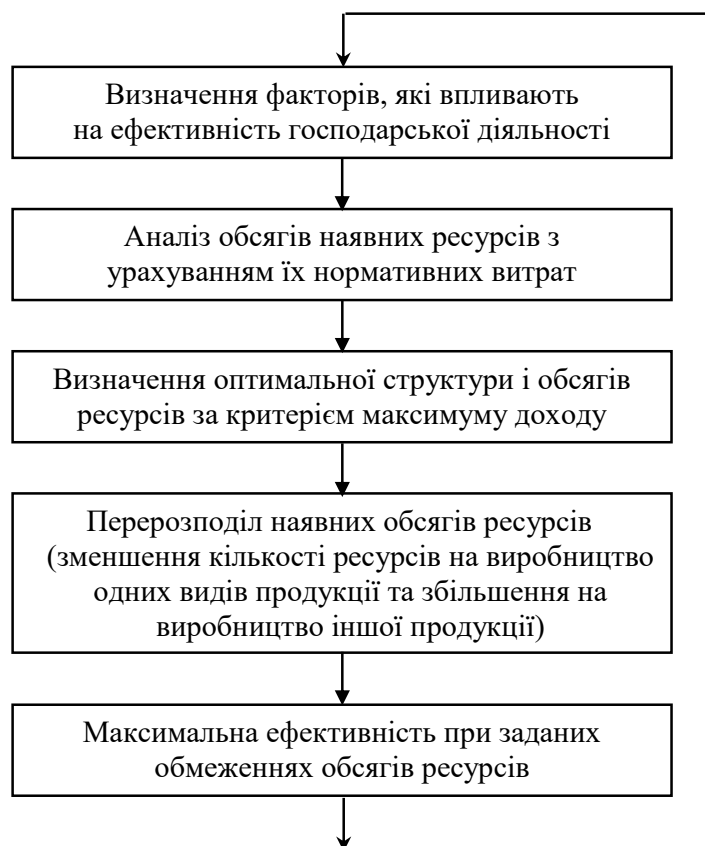 Визначення факторів, які впливають
на ефективність господарської діяльності
Аналіз обсягів наявних ресурсів з
урахуванням їх нормативних витрат
Визначення оптимальної структури і обсягів
ресурсів за критерієм максимуму доходу
Перерозподіл наявних обсягів ресурсів
(зменшення кількості ресурсів на виробництво
одних видів продукції та збільшення на
виробництво іншої продукції)
Максимальна ефективність при заданих
обмеженнях обсягів ресурсів